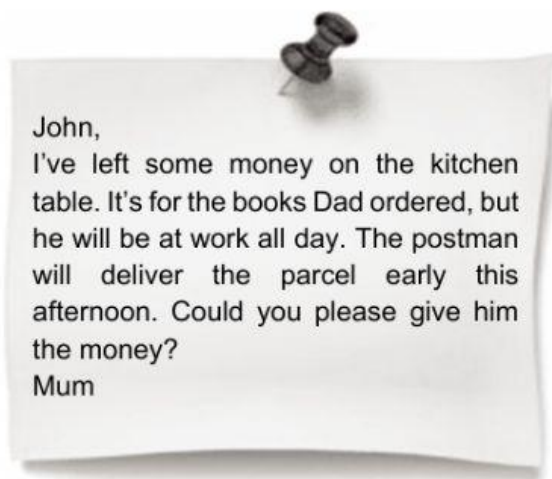 John,
I've left some money on the kitchen
table. It's for the books Dad ordered, but
he will be at work all day. The postman
will deliver the parcel early this
afternoon. Could you please give him
the money?
Mum